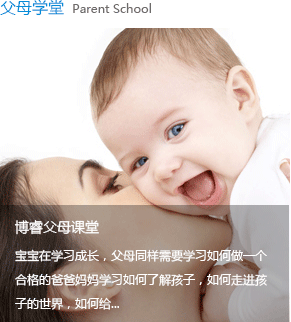 父母学堂 Parent School
博睿父母课堂
宝宝在学习成长，父母同样需要学习如何做一个
合格的爸爸妈妈学习如何了解孩子，如何走进孩
子的世界，如何给...